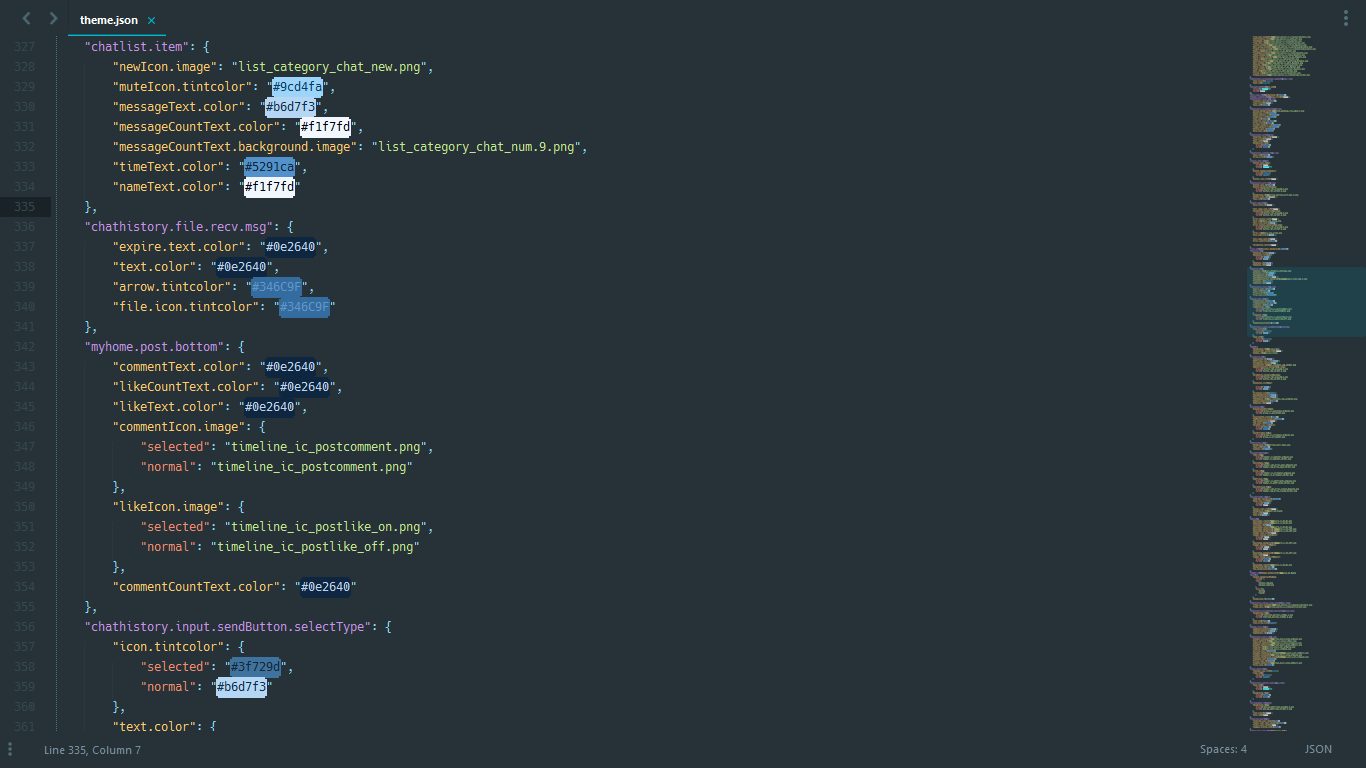 theme.json ×
327 "chatlist.item": {
328 "newIcon.image": "list_category_chat_new.png",
329 "muteIcon.tintcolor": "#9cd4fa",
330 "messageText.color": "#b6d7f3",
331 "messageCountText.color": "#f1f7fd",
332 "messageCountText.background.image": "list_category_chat_num.9.png",
333 "timeText.color": "#5291ca",
334 "nameText.color": "#f1f7fd"
335 },
336 "chathistory.file.recv.msg": {
337 "expire.text.color": "#0e2640",
338 "text.color": "#0e2640",
339 "arrow.tintcolor": "#346C9F",
340 "file.icon.tintcolor": "#346C9F"
341 },
342 "myhome.post.bottom": {
343 "commentText.color": "#0e2640",
344 "likeCountText.color": "#0e2640",
345 "likeText.color": "#0e2640",
346 "commentIcon.image": {
347 "selected": "timeline_ic_postcomment.png",
348 "normal": "timeline_ic_postcomment.png"
349 },
350 "likeIcon.image": {
351 "selected": "timeline_ic_postlike_on.png",
352 "normal": "timeline_ic_postlike_off.png"
353 },
354 "commentCountText.color": "#0e2640"
355 },
356 "chathistory.input.sendButton.selectType": {
357 "icon.tintcolor": {
358 "selected": "#3f729d",
359 "normal": "#b6d7f3"
360 },
361 "text.color": {
Line 335, Column 7
Spaces: 4
JSON